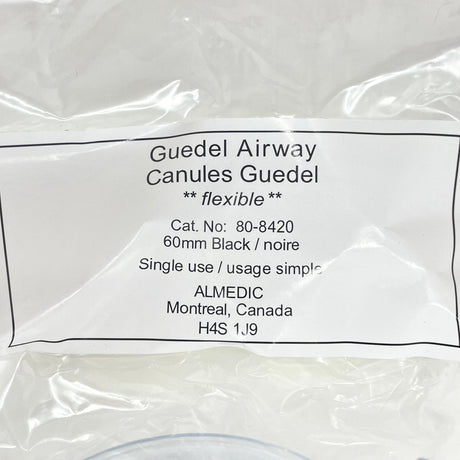 Guedel Airway
Canules Guedel
** flexible **
Cat. No: 80-8420
60mm Black / noire
Single use / usage simple
ALMEDIC
Montreal, Canada
H4S 1J9